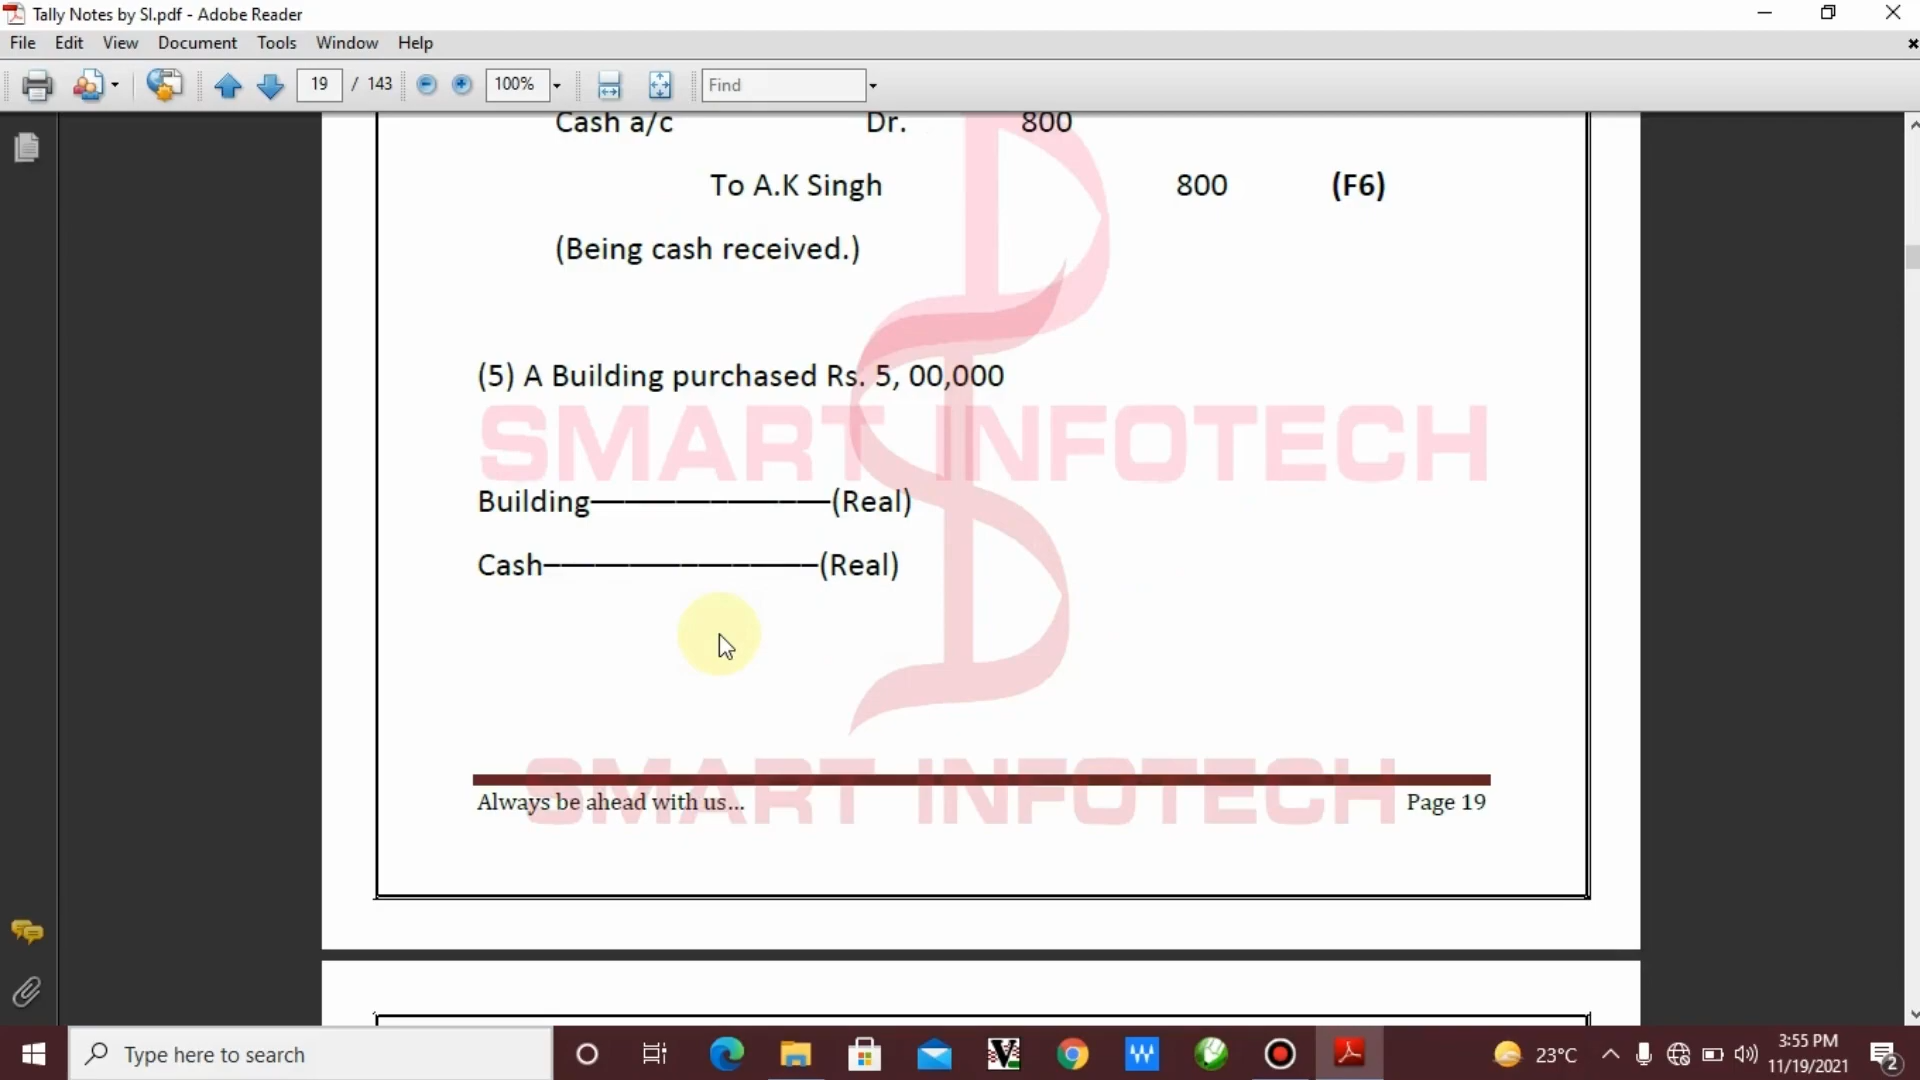 Tally Notes by SI.pdf - Adobe Reader
File Edit View Document Tools Window Help
19 / 143 100% Find
Cash a/c Dr. 800
To A.K Singh 800 (F6)
(Being cash received.)
(5) A Building purchased Rs. 5, 00,000
SMART INFOTECH
Building————————(Real)
Cash—————————(Real)
SMART INFOTECH
Always be ahead with us... Page 19
Type here to search
23°C
3:55 PM
11/19/2021
2